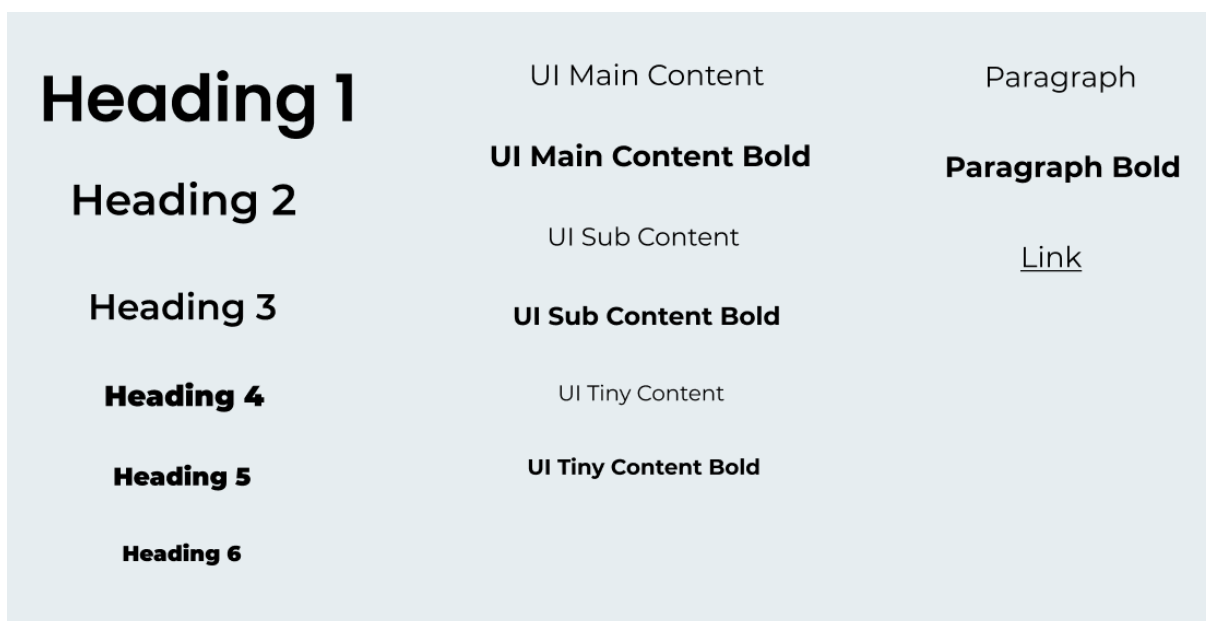 Heading 1
Heading 2
Heading 3
Heading 4
Heading 5
Heading 6
UI Main Content
UI Main Content Bold
UI Sub Content
UI Sub Content Bold
UI Tiny Content
UI Tiny Content Bold
Paragraph
Paragraph Bold
Link